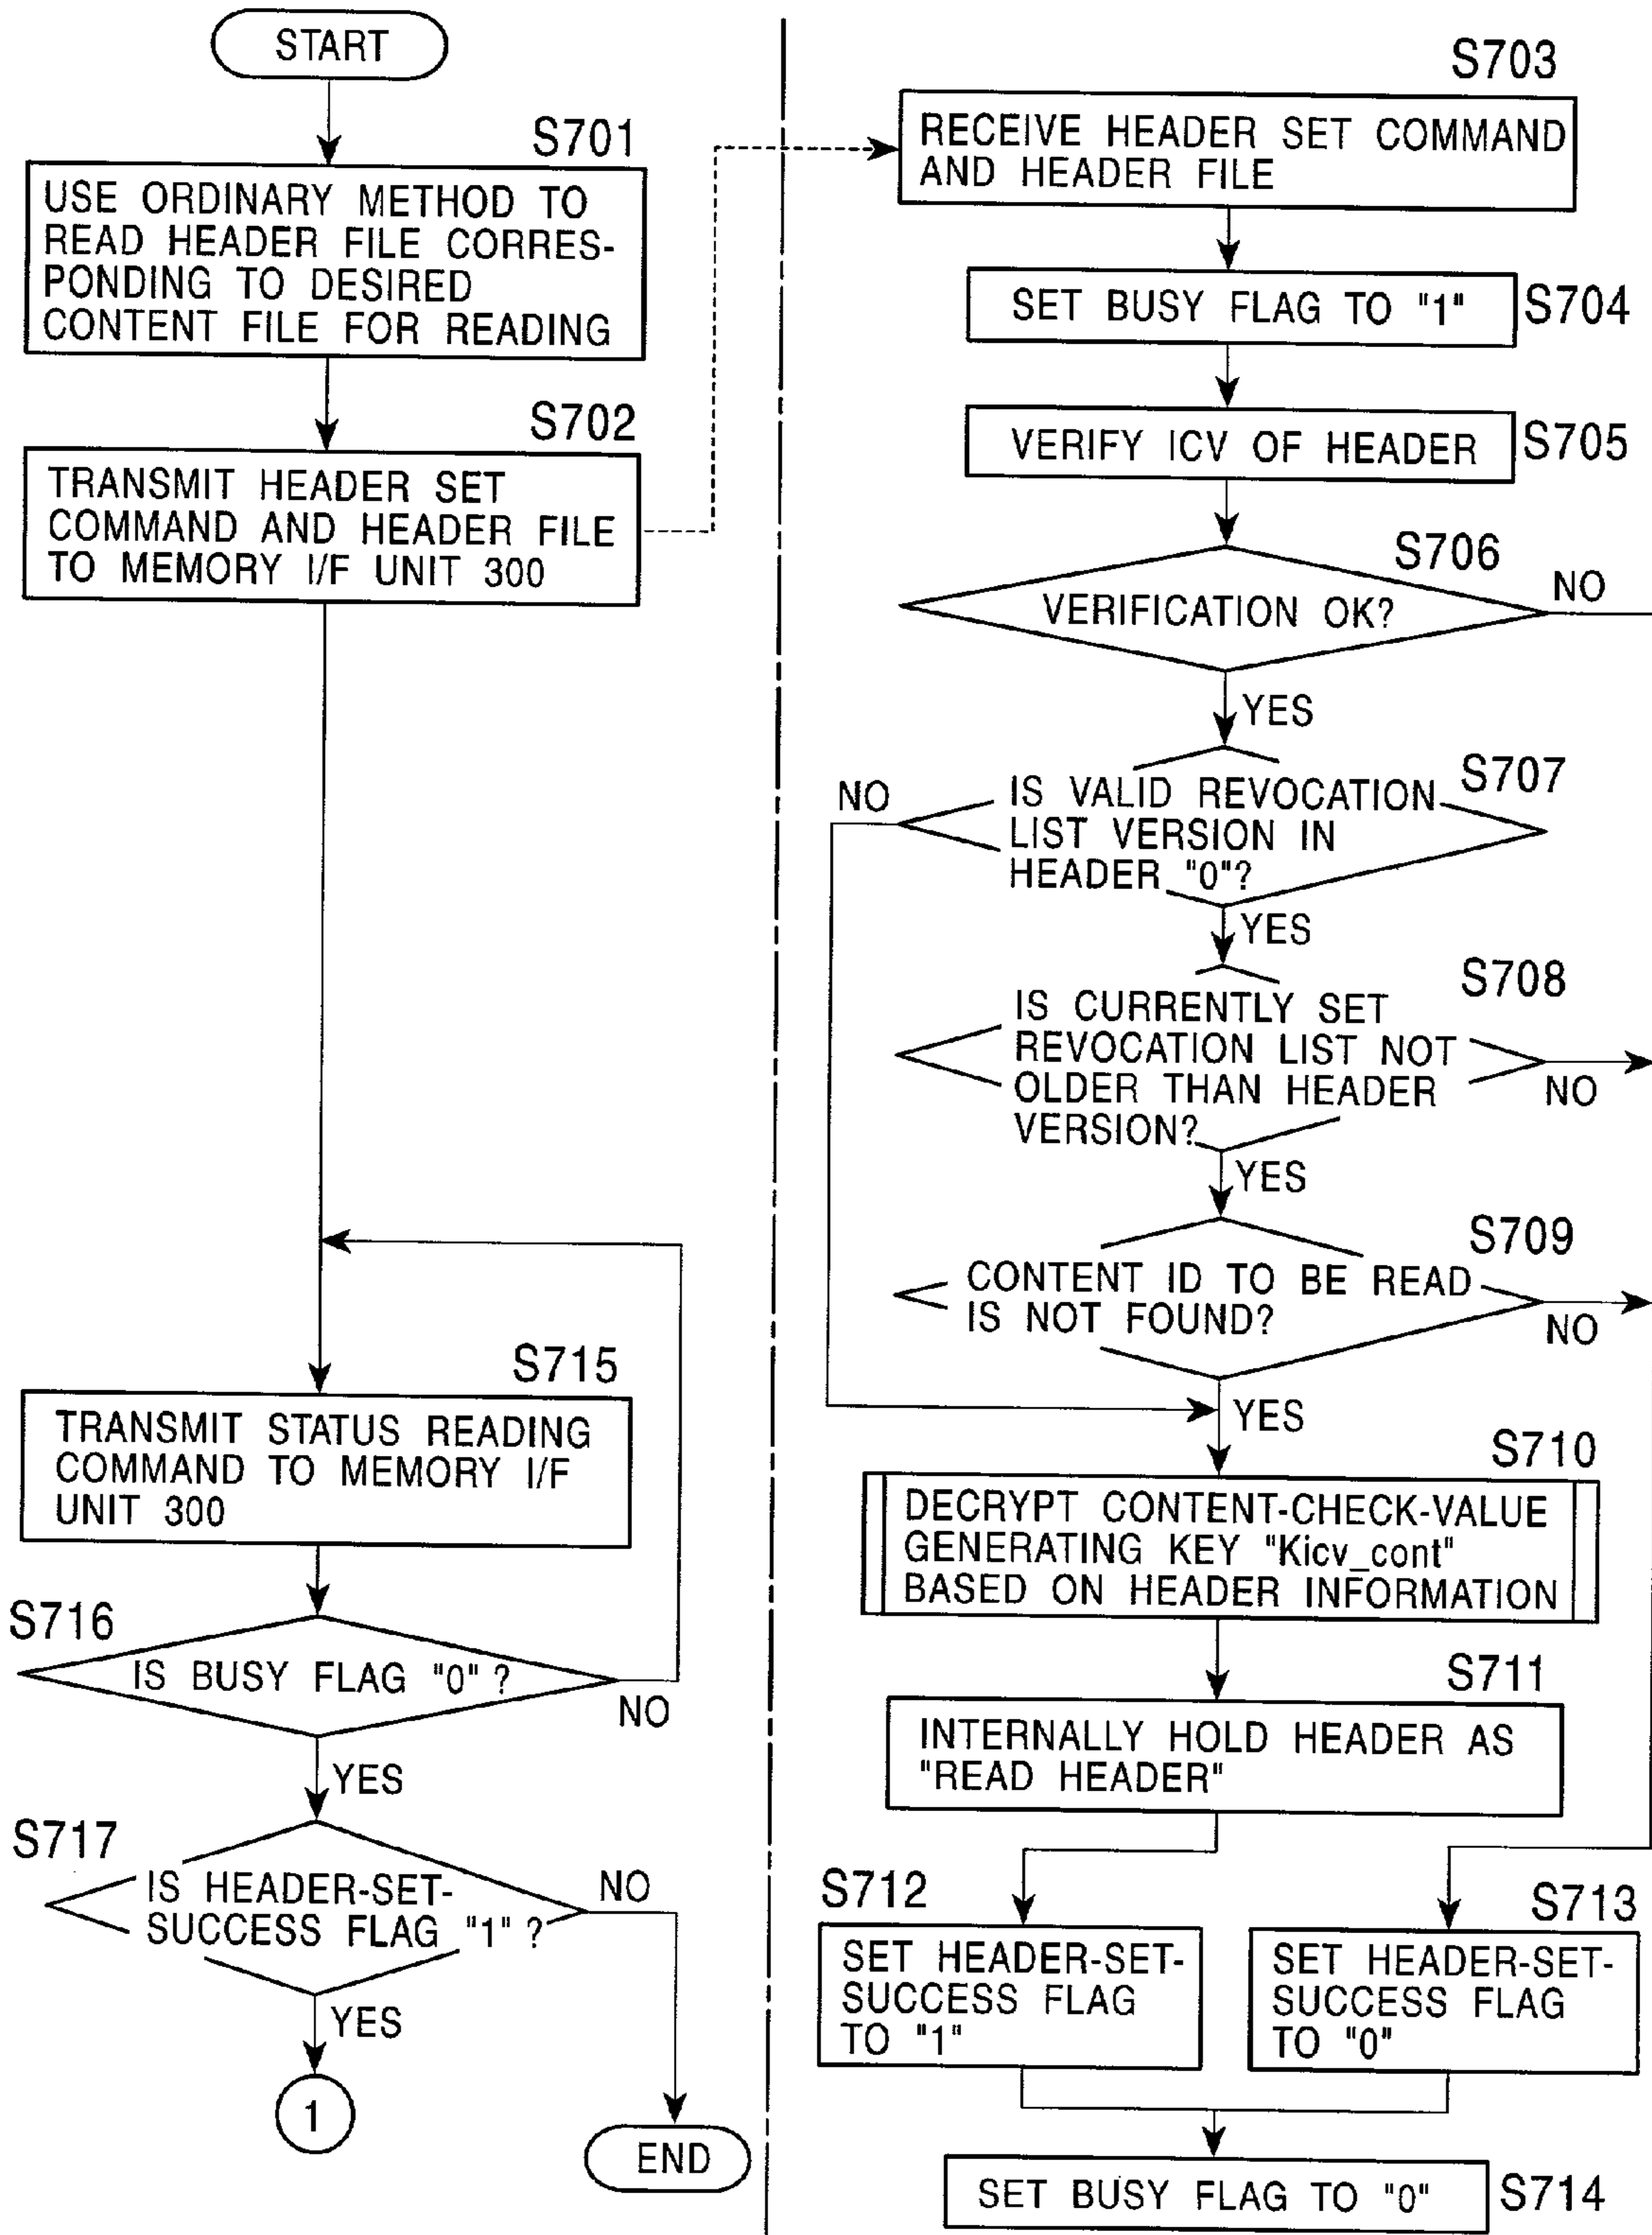 START
S701
USE ORDINARY METHOD TO
READ HEADER FILE CORRES-
PONDING TO DESIRED
CONTENT FILE FOR READING
S702
TRANSMIT HEADER SET
COMMAND AND HEADER FILE
TO MEMORY I/F UNIT 300
S715
TRANSMIT STATUS READING
COMMAND TO MEMORY I/F
UNIT 300
S716
IS BUSY FLAG "0" ?
NO
YES
S717
IS HEADER-SET-
SUCCESS FLAG "1" ?
NO
YES
1
END
S703
RECEIVE HEADER SET COMMAND
AND HEADER FILE
SET BUSY FLAG TO "1"
S704
VERIFY ICV OF HEADER
S705
S706
VERIFICATION OK?
NO
YES
S707
NO
IS VALID REVOCATION
LIST VERSION IN
HEADER "0"?
YES
S708
IS CURRENTLY SET
REVOCATION LIST NOT
OLDER THAN HEADER
VERSION?
NO
YES
S709
CONTENT ID TO BE READ
IS NOT FOUND?
NO
YES
S710
DECRYPT CONTENT-CHECK-VALUE
GENERATING KEY "Kicv_cont"
BASED ON HEADER INFORMATION
S711
INTERNALLY HOLD HEADER AS
"READ HEADER"
S712
SET HEADER-SET-
SUCCESS FLAG
TO "1"
S713
SET HEADER-SET-
SUCCESS FLAG
TO "0"
SET BUSY FLAG TO "0"
S714